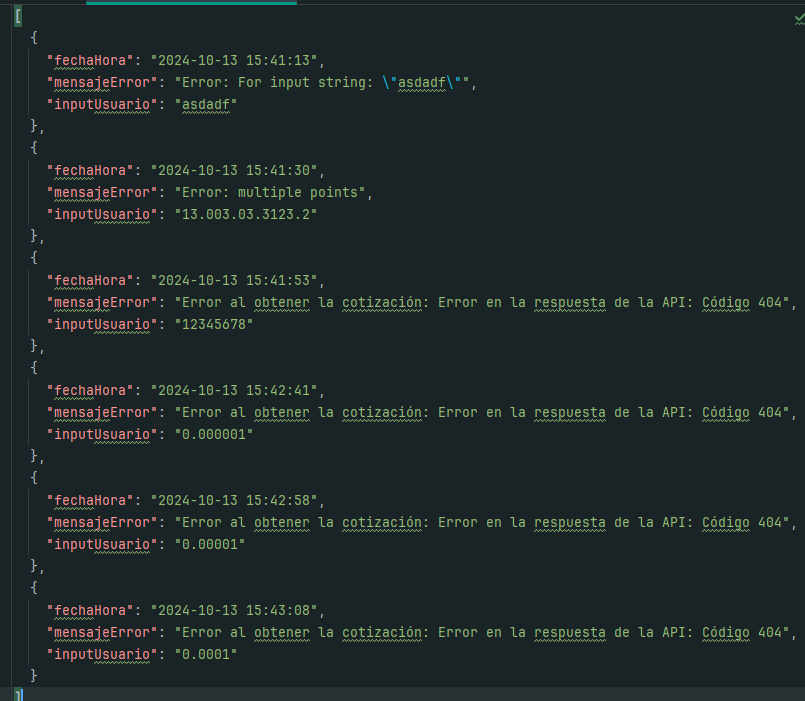 [
{
"fechaHora": "2024-10-13 15:41:13",
"mensajeError": "Error: For input string: \"asdadf\"",
"inputUsuario": "asdadf"
},
{
"fechaHora": "2024-10-13 15:41:30",
"mensajeError": "Error: multiple points",
"inputUsuario": "13.003.03.3123.2"
},
{
"fechaHora": "2024-10-13 15:41:53",
"mensajeError": "Error al obtener la cotización: Error en la respuesta de la API: Código 404",
"inputUsuario": "12345678"
},
{
"fechaHora": "2024-10-13 15:42:41",
"mensajeError": "Error al obtener la cotización: Error en la respuesta de la API: Código 404",
"inputUsuario": "0.000001"
},
{
"fechaHora": "2024-10-13 15:42:58",
"mensajeError": "Error al obtener la cotización: Error en la respuesta de la API: Código 404",
"inputUsuario": "0.00001"
},
{
"fechaHora": "2024-10-13 15:43:08",
"mensajeError": "Error al obtener la cotización: Error en la respuesta de la API: Código 404",
"inputUsuario": "0.0001"
}
]